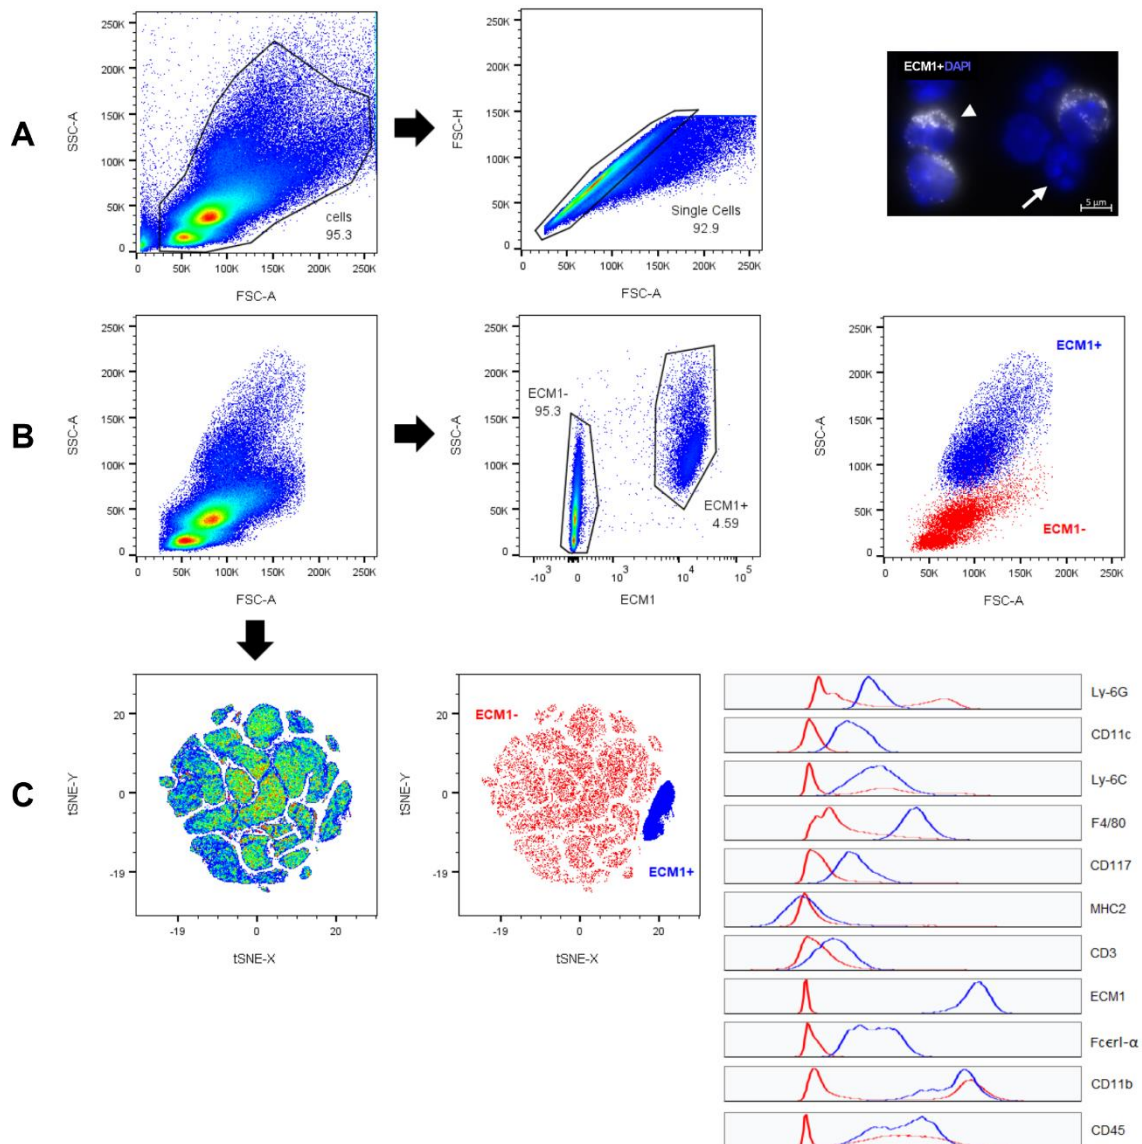 A
SSC-A
250K
200K
150K
100K
50K
0
cells
95.3
0 50K 100K 150K 200K 250K
FSC-A
FSC-H
250K
200K
150K
100K
50K
0
Single Cells
92.9
0 50K 100K 150K 200K 250K
FSC-A
ECM1+DAPI
5 µm
B
SSC-A
250K
200K
150K
100K
50K
0
0 50K 100K 150K 200K 250K
FSC-A
SSC-A
250K
200K
150K
100K
50K
0
ECM1-
95.3
ECM1+
4.59
-10³ 0 10³ 10⁴ 10⁵
ECM1
SSC-A
250K
200K
150K
100K
50K
0
ECM1+
ECM1-
0 50K 100K 150K 200K 250K
FSC-A
C
tSNE-Y
20
0
-19
-19 0 20
tSNE-X
tSNE-Y
20
0
-19
ECM1-
ECM1+
-19 0 20
tSNE-X
Ly-6G
CD11c
Ly-6C
F4/80
CD117
MHC2
CD3
ECM1
FcϵrI-α
CD11b
CD45